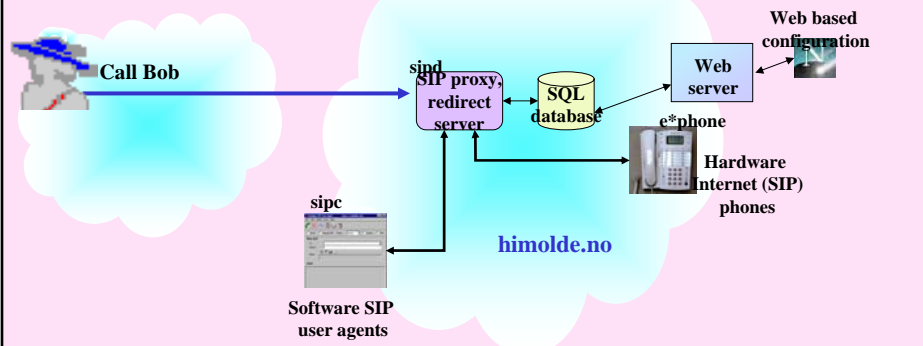 Call Bob
sipd
SIP proxy,
redirect
server
SQL
database
Web
server
Web based
configuration
N
e*phone
Hardware
Internet (SIP)
phones
sipc
Software SIP
user agents
himolde.no